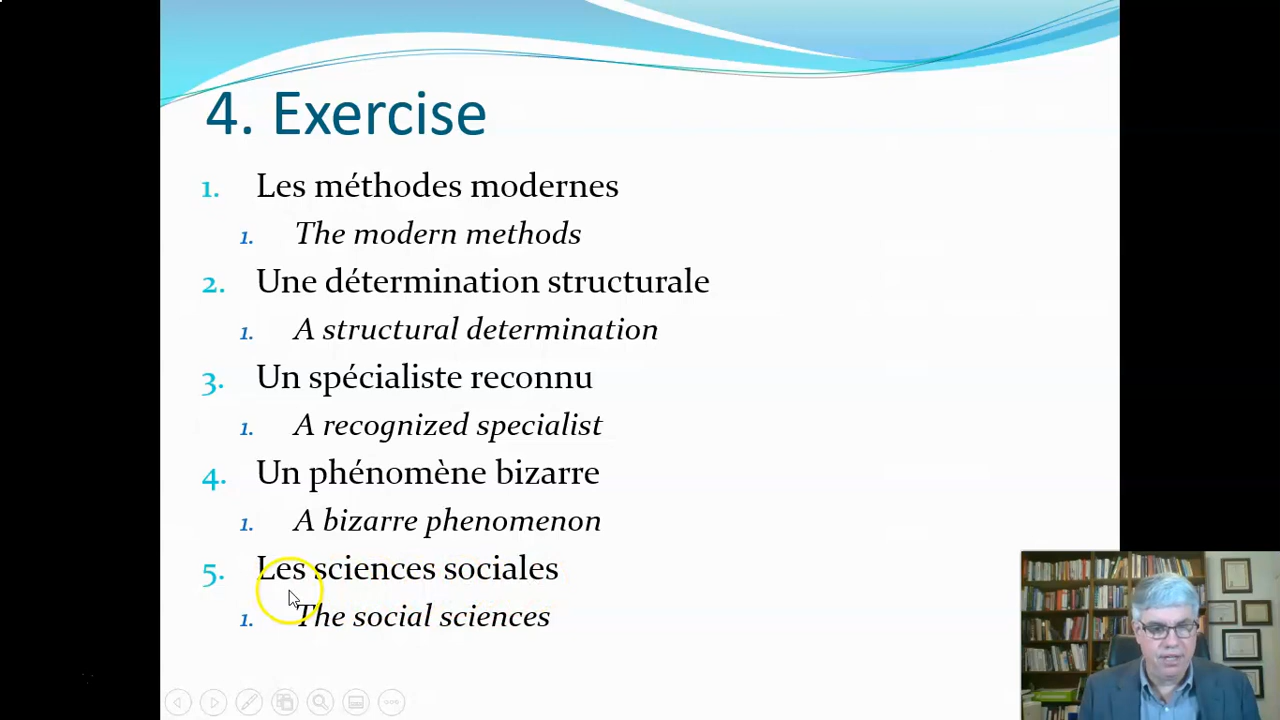 4. Exercise
1. Les méthodes modernes
1. The modern methods
2. Une détermination structurale
1. A structural determination
3. Un spécialiste reconnu
1. A recognized specialist
4. Un phénomène bizarre
1. A bizarre phenomenon
5. Les sciences sociales
1. The social sciences